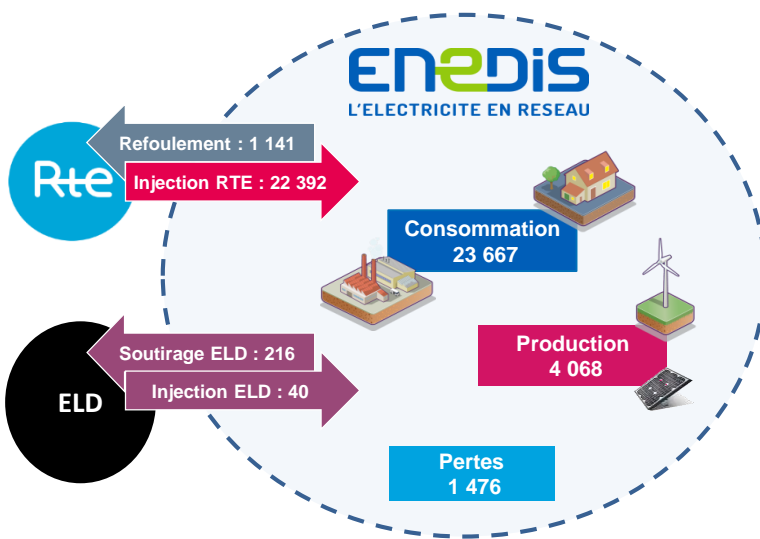 ENEDIS
L'ELECTRICITE EN RESEAU
Refoulement : 1 141
Rte
Injection RTE : 22 392
Consommation
23 667
Production
4 068
Soutirage ELD : 216
ELD
Injection ELD : 40
Pertes
1 476